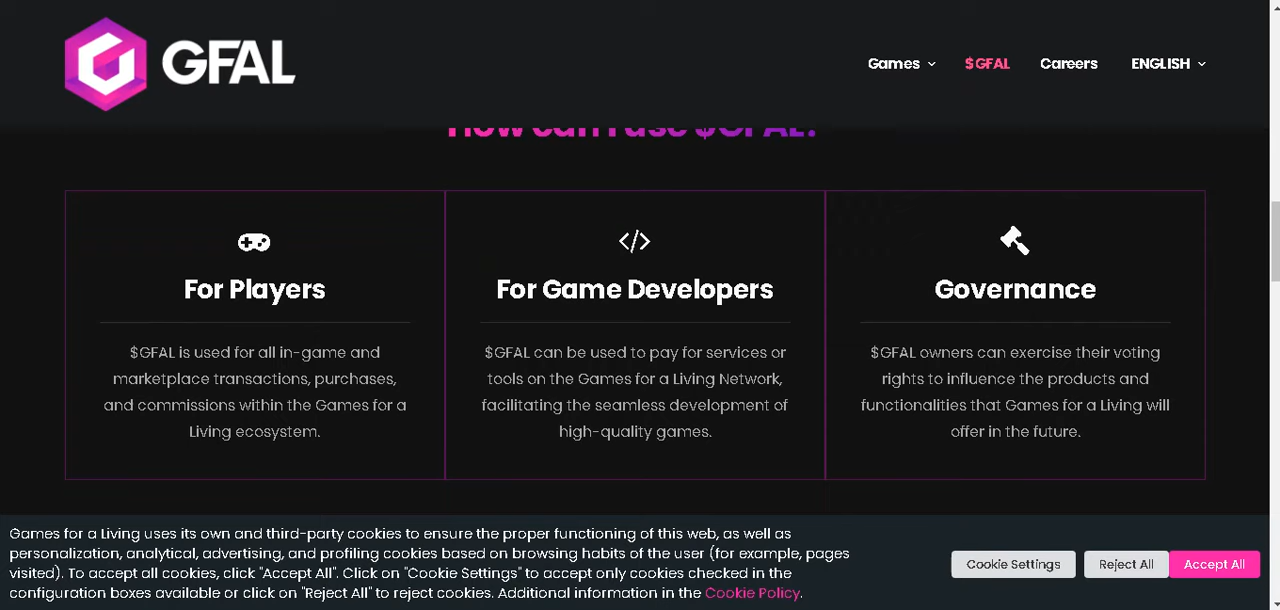 GFAL
Games
$GFAL
Careers
ENGLISH
How can I use $GFAL?
For Players
$GFAL is used for all in-game and
marketplace transactions, purchases,
and commissions within the Games for a
Living ecosystem.
For Game Developers
$GFAL can be used to pay for services or
tools on the Games for a Living Network,
facilitating the seamless development of
high-quality games.
Governance
$GFAL owners can exercise their voting
rights to influence the products and
functionalities that Games for a Living will
offer in the future.
Games for a Living uses its own and third-party cookies to ensure the proper functioning of this web, as well as
personalization, analytical, advertising, and profiling cookies based on browsing habits of the user (for example, pages
visited). To accept all cookies, click "Accept All". Click on "Cookie Settings" to accept only cookies checked in the
configuration boxes available or click on "Reject All" to reject cookies. Additional information in the Cookie Policy.
Cookie Settings
Reject All
Accept All